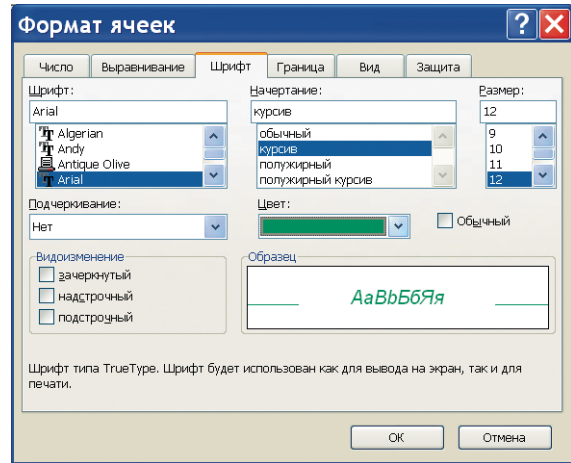 Формат ячеек
Число Выравнивание Шрифт Граница Вид Защита
Шрифт: Начертание: Размер:
Arial курсив 12
Algerian обычный 9
Andy курсив 10
Antique Olive полужирный 11
Arial полужирный курсив 12
Подчеркивание: Цвет:
Нет Обычный
Видоизменение Образец
зачеркнутый
надстрочный АаВbБбЯя
подстрочный
Шрифт типа TrueType. Шрифт будет использован как для вывода на экран, так и для
печати.
ОК Отмена